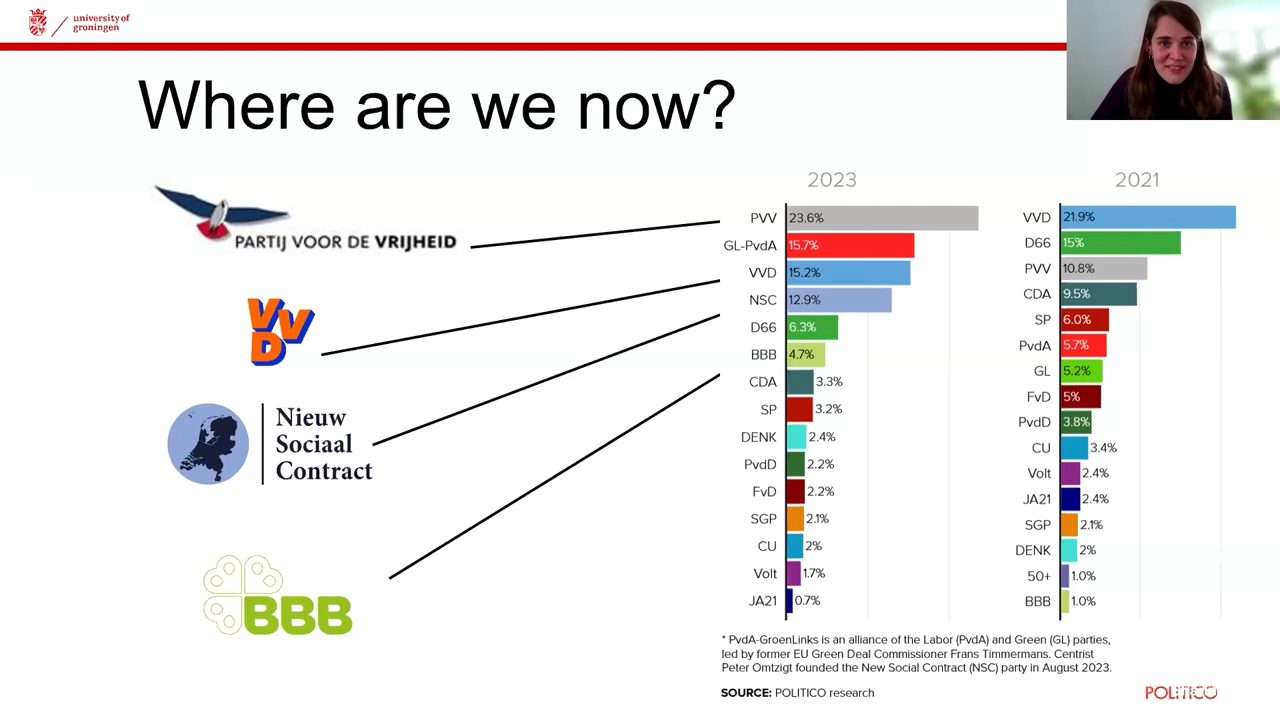 university of
groningen
Where are we now?
PARTIJ VOOR DE VRIJHEID
VVD
Nieuw
Sociaal
Contract
BBB
2023
PVV 23.6%
GL-PvdA 15.7%
VVD 15.2%
NSC 12.9%
D66 6.3%
BBB 4.7%
CDA 3.3%
SP 3.2%
DENK 2.4%
PvdD 2.2%
FvD 2.2%
SGP 2.1%
CU 2%
Volt 1.7%
JA21 0.7%
2021
VVD 21.9%
D66 15%
PVV 10.8%
CDA 9.5%
SP 6.0%
PvdA 5.7%
GL 5.2%
FvD 5%
PvdD 3.8%
CU 3.4%
Volt 2.4%
JA21 2.4%
SGP 2.1%
DENK 2%
50+ 1.0%
BBB 1.0%
* PvdA-GroenLinks is an alliance of the Labor (PvdA) and Green (GL) parties,
led by former EU Green Deal Commissioner Frans Timmermans. Centrist
Peter Omtzigt founded the New Social Contract (NSC) party in August 2023.
SOURCE: POLITICO research
POLITICO